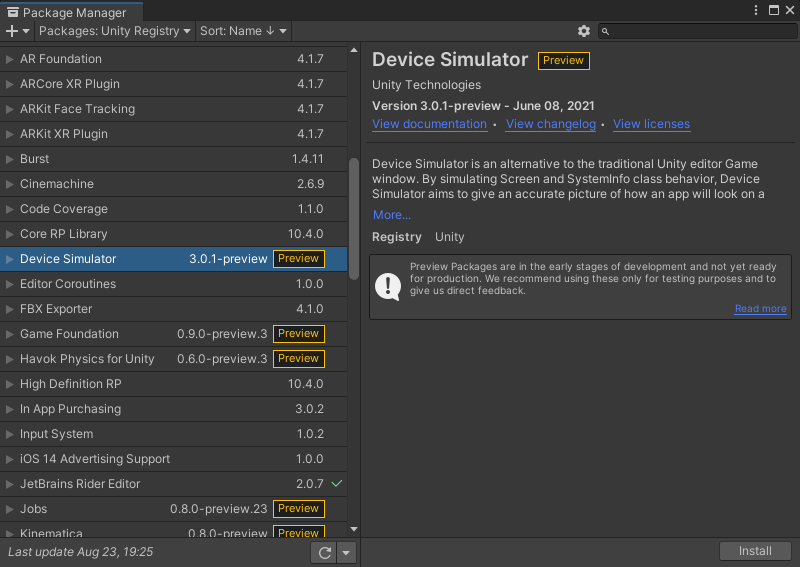 Package Manager
Packages: Unity Registry
Sort: Name ↓
AR Foundation 4.1.7
ARCore XR Plugin 4.1.7
ARKit Face Tracking 4.1.7
ARKit XR Plugin 4.1.7
Burst 1.4.11
Cinemachine 2.6.9
Code Coverage 1.1.0
Core RP Library 10.4.0
Device Simulator 3.0.1-preview Preview
Editor Coroutines 1.0.0
FBX Exporter 4.1.0
Game Foundation 0.9.0-preview.3 Preview
Havok Physics for Unity 0.6.0-preview.3 Preview
High Definition RP 10.4.0
In App Purchasing 3.0.2
Input System 1.0.2
iOS 14 Advertising Support 1.0.0
JetBrains Rider Editor 2.0.7
Jobs 0.8.0-preview.23 Preview
Kinematica 0.8.0-preview Preview
Last update Aug 23, 19:25
Device Simulator Preview
Unity Technologies
Version 3.0.1-preview - June 08, 2021
View documentation • View changelog • View licenses
Device Simulator is an alternative to the traditional Unity editor Game
window. By simulating Screen and SystemInfo class behavior, Device
Simulator aims to give an accurate picture of how an app will look on a
More...
Registry Unity
Preview Packages are in the early stages of development and not yet ready
for production. We recommend using these only for testing purposes and to
give us direct feedback.
Read more
Install